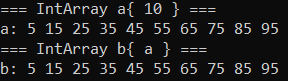 === IntArray a{ 10 } ===
a: 5 15 25 35 45 55 65 75 85 95
=== IntArray b{ a } ===
b: 5 15 25 35 45 55 65 75 85 95